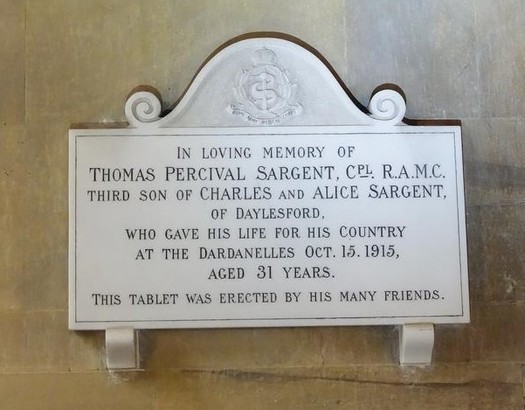 IN LOVING MEMORY OF
THOMAS PERCIVAL SARGENT, CPL. R.A.M.C.
THIRD SON OF CHARLES AND ALICE SARGENT,
OF DAYLESFORD,
WHO GAVE HIS LIFE FOR HIS COUNTRY
AT THE DARDANELLES OCT. 15. 1915,
AGED 31 YEARS.
THIS TABLET WAS ERECTED BY HIS MANY FRIENDS.